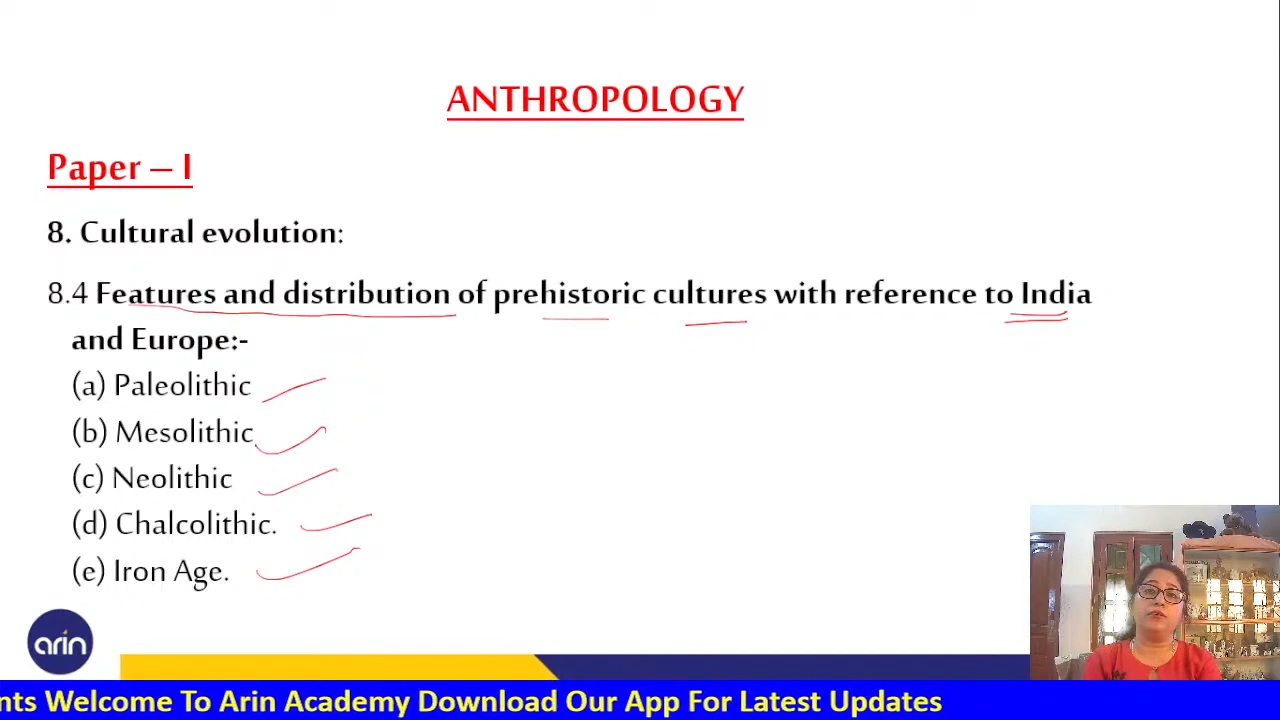 ANTHROPOLOGY
Paper – I
8. Cultural evolution:
8.4 Features and distribution of prehistoric cultures with reference to India
and Europe:-
(a) Paleolithic
(b) Mesolithic
(c) Neolithic
(d) Chalcolithic.
(e) Iron Age.
arin
nts Welcome To Arin Academy Download Our App For Latest Updates